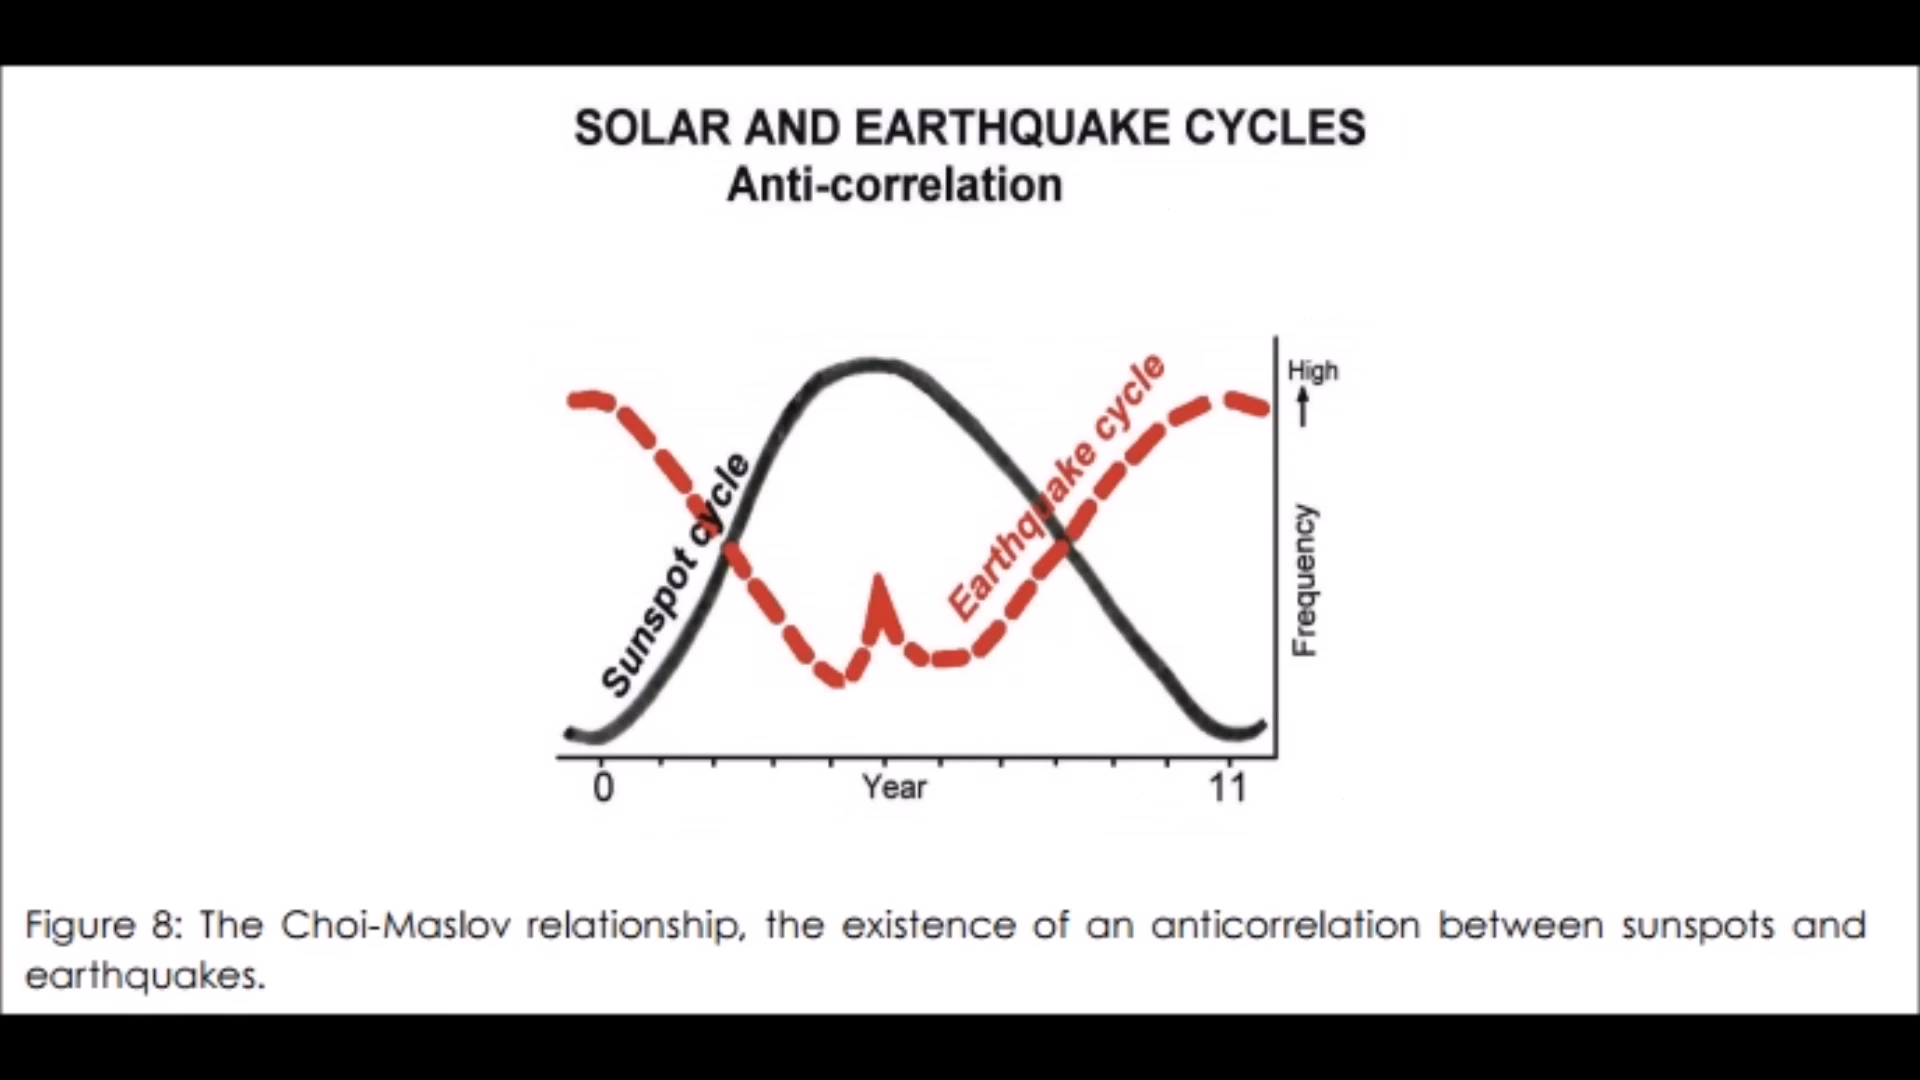 SOLAR AND EARTHQUAKE CYCLES
Anti-correlation
High
Sunspot cycle
Earthquake cycle
Frequency
0
Year
11
Figure 8: The Choi-Maslov relationship, the existence of an anticorrelation between sunspots and
earthquakes.